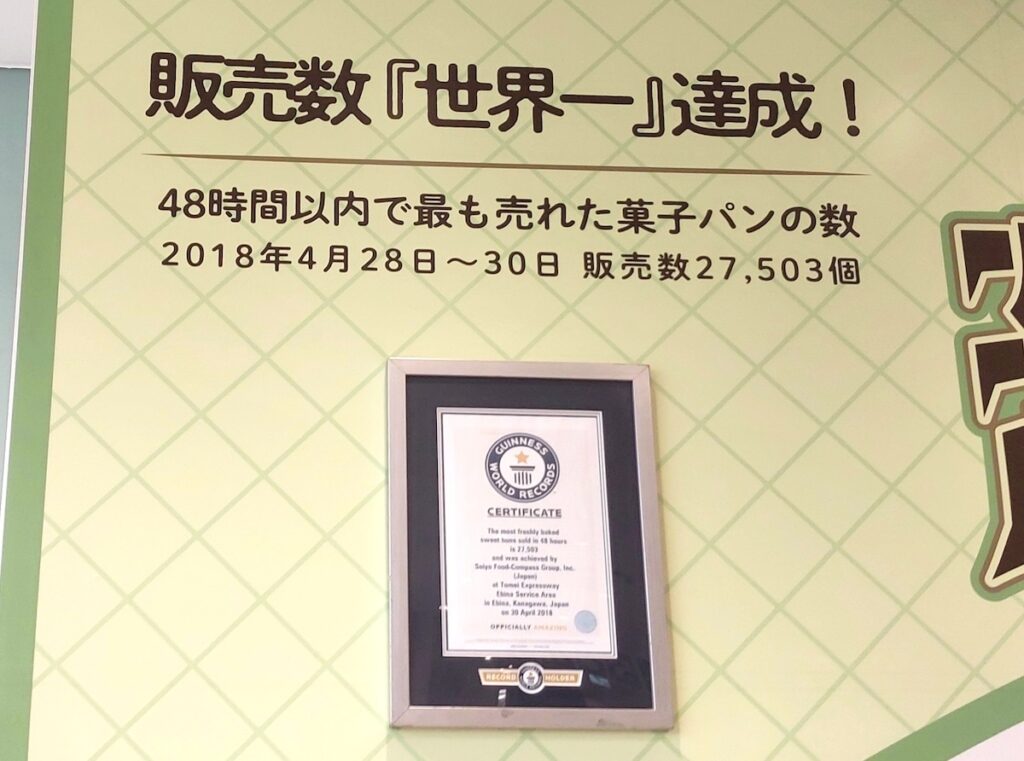 販売数『世界一』達成！
48時間以内で最も売れた菓子パンの数
2018年4月28日～30日 販売数27,503個
GUINNESS
WORLD RECORDS
CERTIFICATE
The most freshly baked
sweet buns sold in 48 hours
is 27,503
and was achieved by
Seiyo Food-Compass Group, Inc.
(Japan)
at Tomei Expressway
Ebina Service Area
in Ebina, Kanagawa, Japan
on 30 April 2018
OFFICIALLY AMAZING
RECORD HOLDER